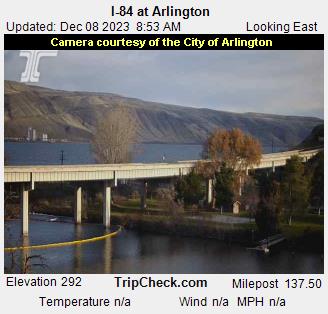 I-84 at Arlington
Updated: Dec 08 2023 8:53 AM Looking East
Camera courtesy of the City of Arlington
Elevation 292 TripCheck.com Milepost 137.50
Temperature n/a Wind n/a MPH n/a